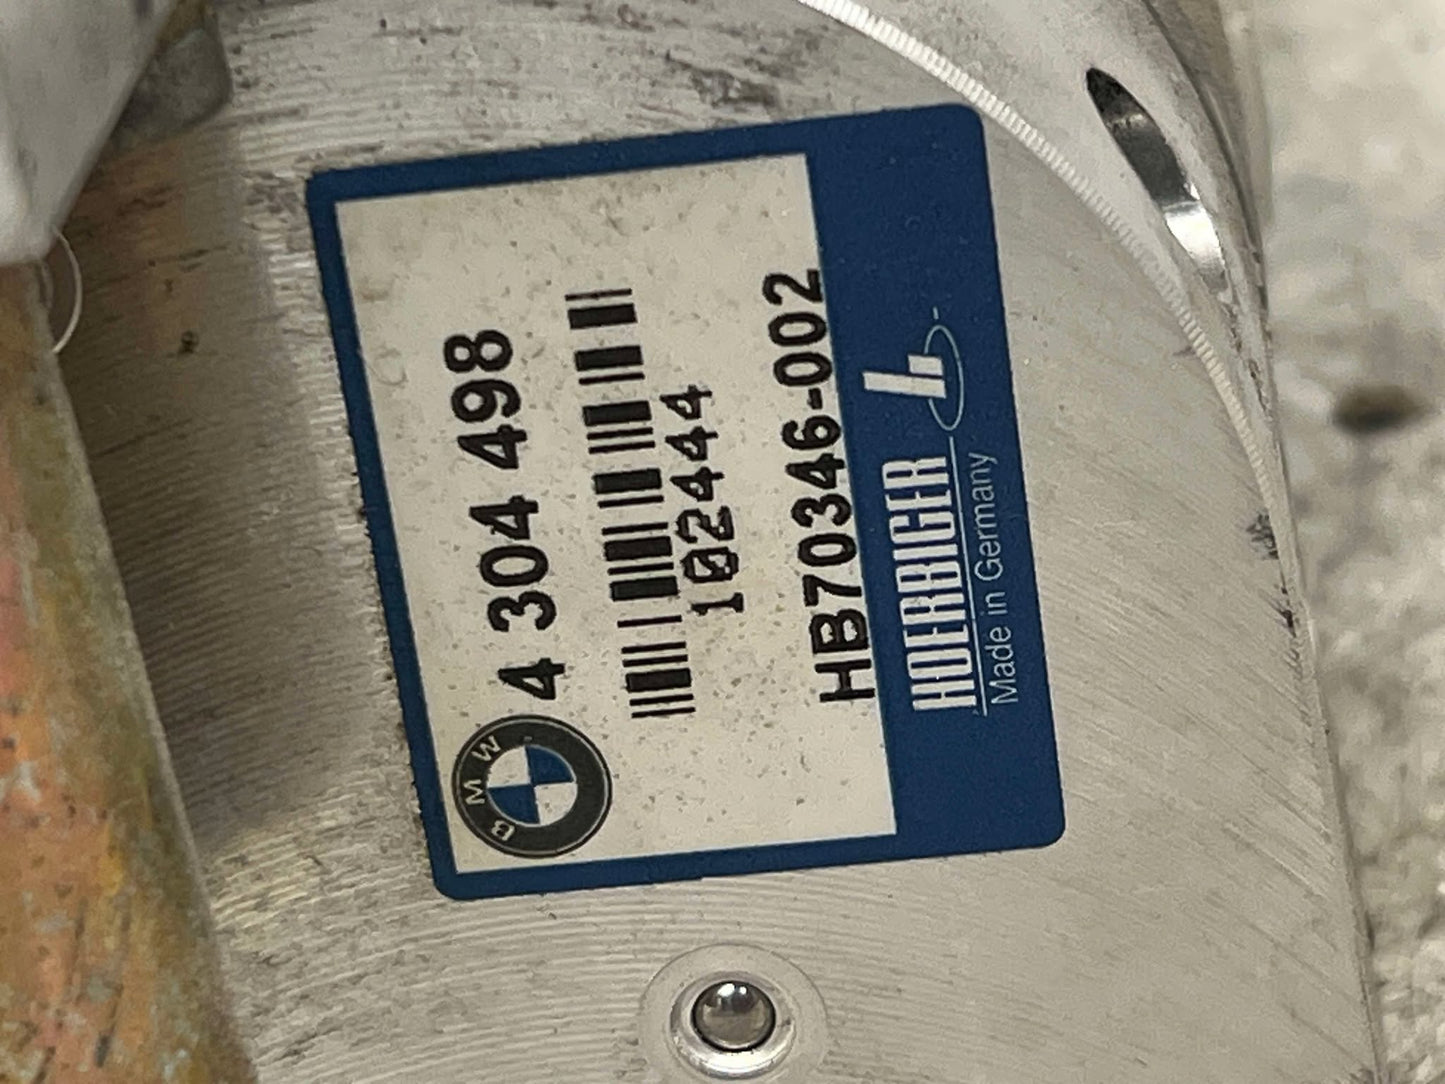 BMW
4 304 498
102444
HB70346-002
HOERBIGER
Made in Germany